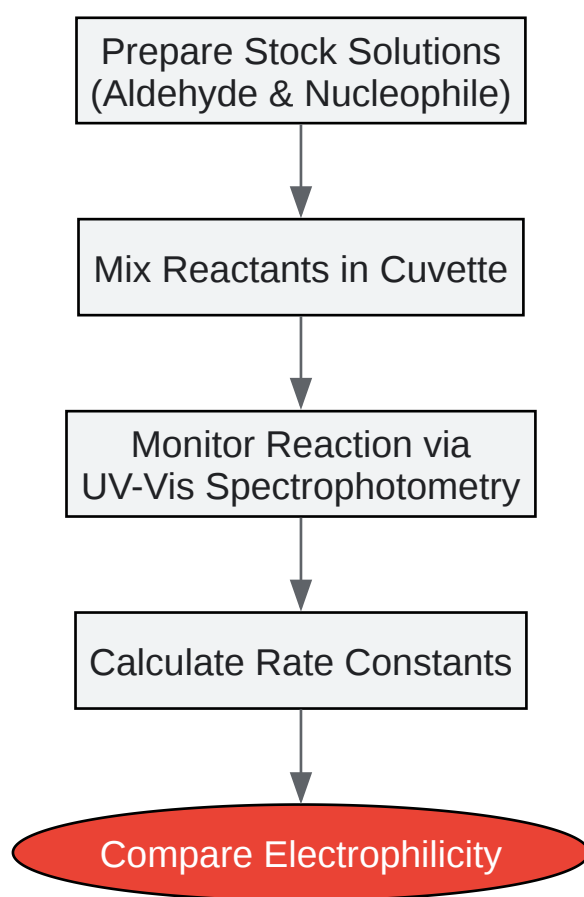 Prepare Stock Solutions
(Aldehyde & Nucleophile)
Mix Reactants in Cuvette
Monitor Reaction via
UV-Vis Spectrophotometry
Calculate Rate Constants
Compare Electrophilicity